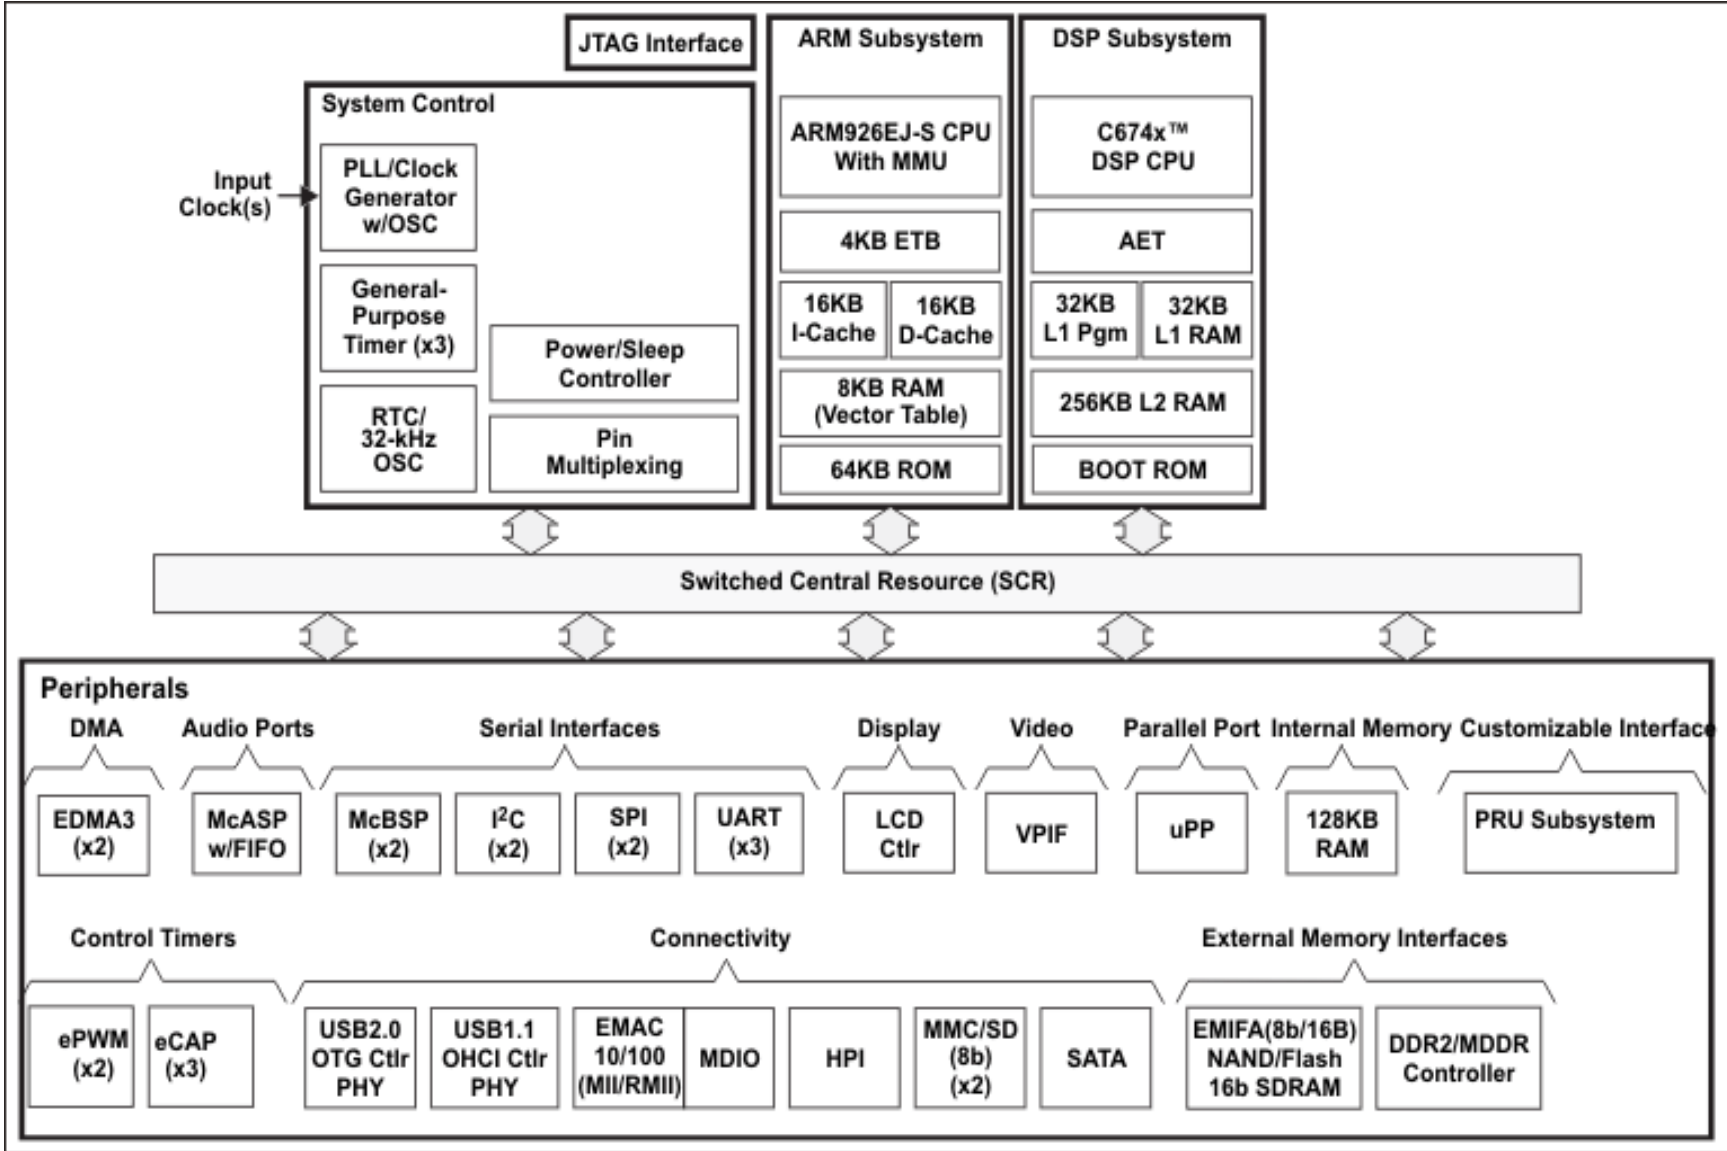 JTAG Interface
System Control
Input
Clock(s)
PLL/Clock
Generator
w/OSC
General-
Purpose
Timer (x3)
RTC/
32-kHz
OSC
Power/Sleep
Controller
Pin
Multiplexing
ARM Subsystem
ARM926EJ-S CPU
With MMU
4KB ETB
16KB
I-Cache
16KB
D-Cache
8KB RAM
(Vector Table)
64KB ROM
DSP Subsystem
C674x™
DSP CPU
AET
32KB
L1 Pgm
32KB
L1 RAM
256KB L2 RAM
BOOT ROM
Switched Central Resource (SCR)
Peripherals
DMA
EDMA3
(x2)
Audio Ports
McASP
w/FIFO
Serial Interfaces
McBSP
(x2)
I²C
(x2)
SPI
(x2)
UART
(x3)
Display
LCD
Ctlr
Video
VPIF
Parallel Port
uPP
Internal Memory
128KB
RAM
Customizable Interface
PRU Subsystem
Control Timers
ePWM
(x2)
eCAP
(x3)
Connectivity
USB2.0
OTG Ctlr
PHY
USB1.1
OHCI Ctlr
PHY
EMAC
10/100
(MII/RMII)
MDIO
HPI
MMC/SD
(8b)
(x2)
SATA
External Memory Interfaces
EMIFA(8b/16B)
NAND/Flash
16b SDRAM
DDR2/MDDR
Controller